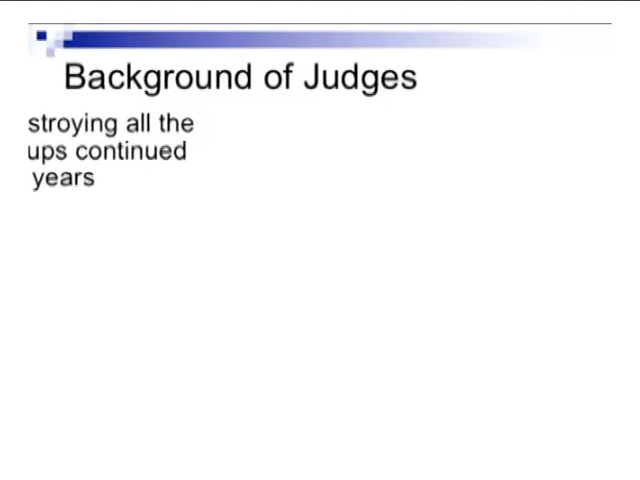 Background of Judges
stroying all the
ups continued
years